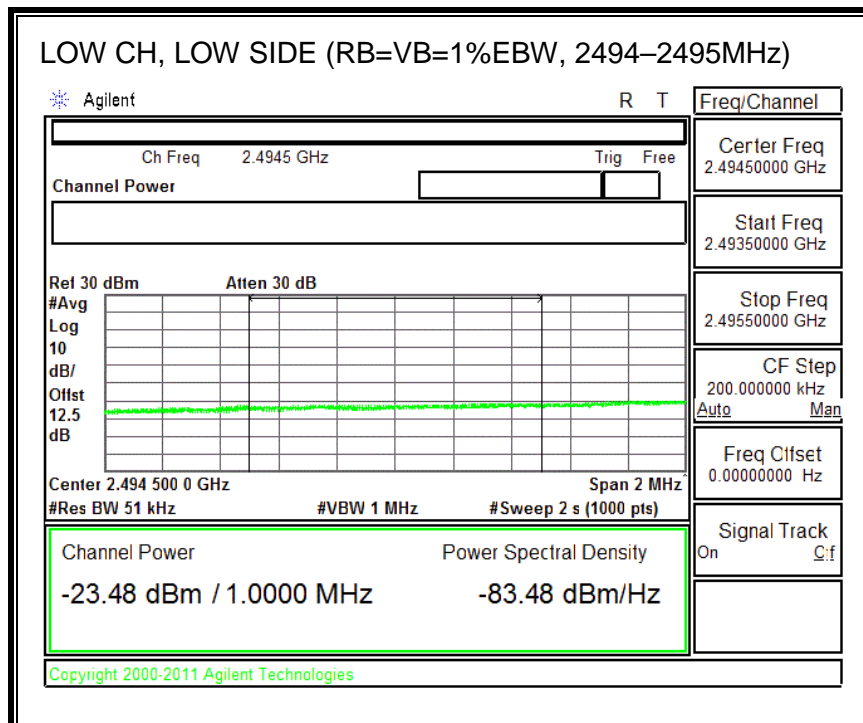 LOW CH, LOW SIDE (RB=VB=1%EBW, 2494–2495MHz)
Agilent R T
Ch Freq 2.4945 GHz Trig Free
Channel Power
Ref 30 dBm Atten 30 dB
#Avg
Log
10
dB/
Offst
12.5
dB
Center 2.494 500 0 GHz Span 2 MHz
#Res BW 51 kHz #VBW 1 MHz #Sweep 2 s (1000 pts)
Channel Power Power Spectral Density
-23.48 dBm / 1.0000 MHz -83.48 dBm/Hz
Copyright 2000-2011 Agilent Technologies
Freq/Channel
Center Freq
2.49450000 GHz
Start Freq
2.49350000 GHz
Stop Freq
2.49550000 GHz
CF Step
200.000000 kHz
Auto Man
Freq Offset
0.00000000 Hz
Signal Track
On Off